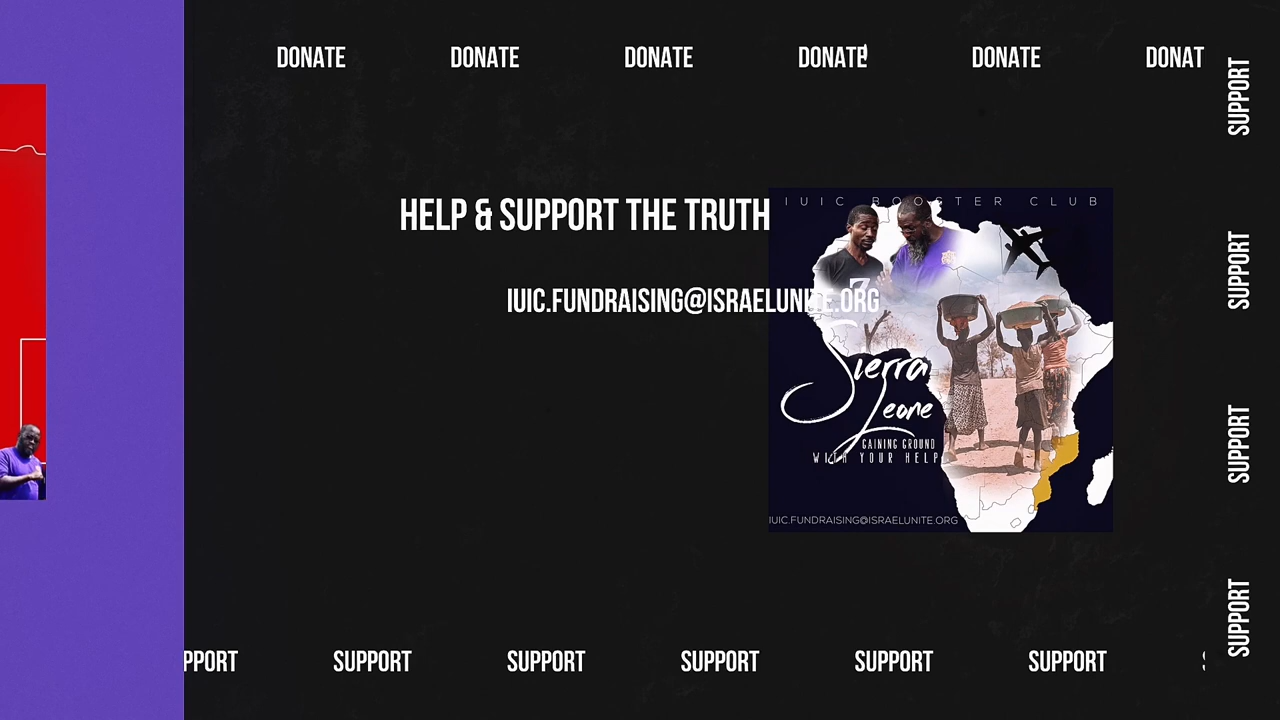 DONATE DONATE DONATE DONATE DONATE DONAT
SUPPORT
SUPPORT
SUPPORT
SUPPORT
HELP & SUPPORT THE TRUTH
IUIC.FUNDRAISING@ISRAELUNITE.ORG
IUIC BOOSTER CLUB
Sierra
Leone
GAINING GROUND
WITH YOUR HELP
IUIC.FUNDRAISING@ISRAELUNITE.ORG
PPORT SUPPORT SUPPORT SUPPORT SUPPORT SUPPORT